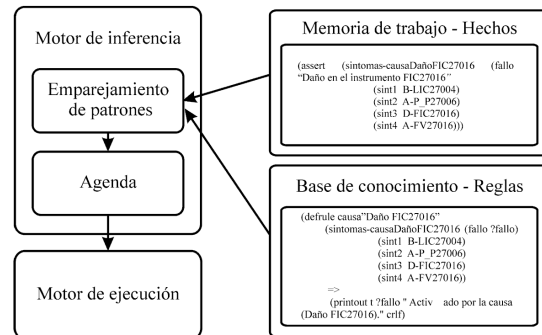 Motor de inferencia
Emparejamiento
de patrones
Agenda
Motor de ejecución
Memoria de trabajo - Hechos
(assert (sintomas-causaDañoFIC27016 (fallo
“Daño en el instrumento FIC27016”
(sint1 B-LIC27004)
(sint2 A-P_P27006)
(sint3 D-FIC27016)
(sint4 A-FV27016)))
Base de conocimiento - Reglas
(defrule causa”Daño FIC27016”
(sintomas-causaDañoFIC27016 (fallo ?fallo)
(sint1 B-LIC27004)
(sint2 A-P_P27006)
(sint3 D-FIC27016)
(sint4 A-FV27016))
=>
(printout t ?fallo " Activ ado por la causa
(Daño FIC27016)." crlf)